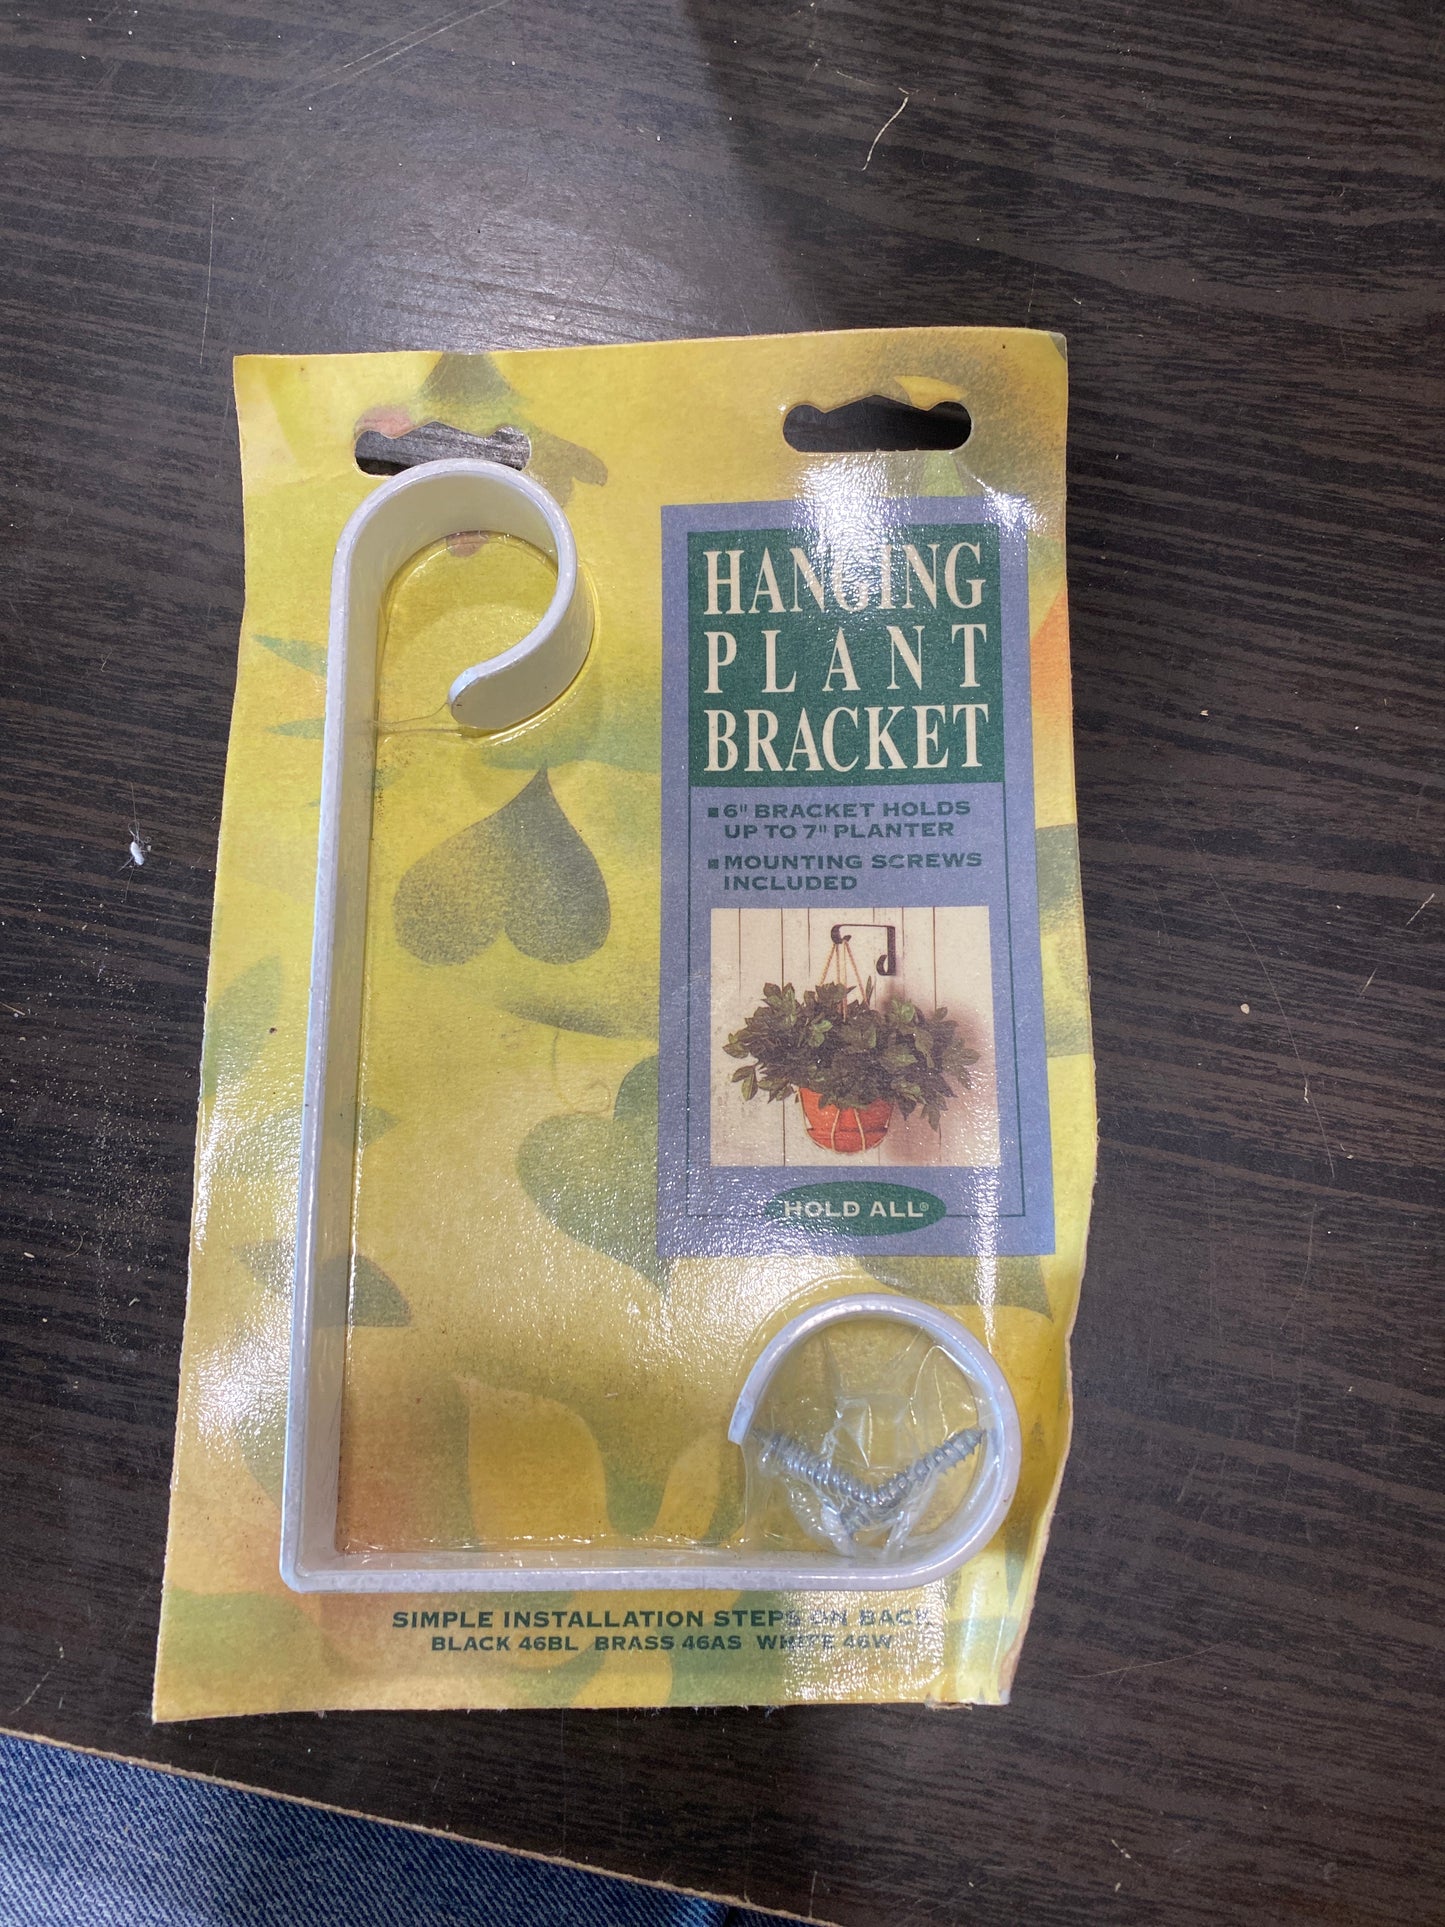 HANGING
PLANT
BRACKET
■ 6" BRACKET HOLDS
UP TO 7" PLANTER
■ MOUNTING SCREWS
INCLUDED
HOLD ALL®
SIMPLE INSTALLATION STEPS ON BACK
BLACK 46BL BRASS 46AS WHITE 46W